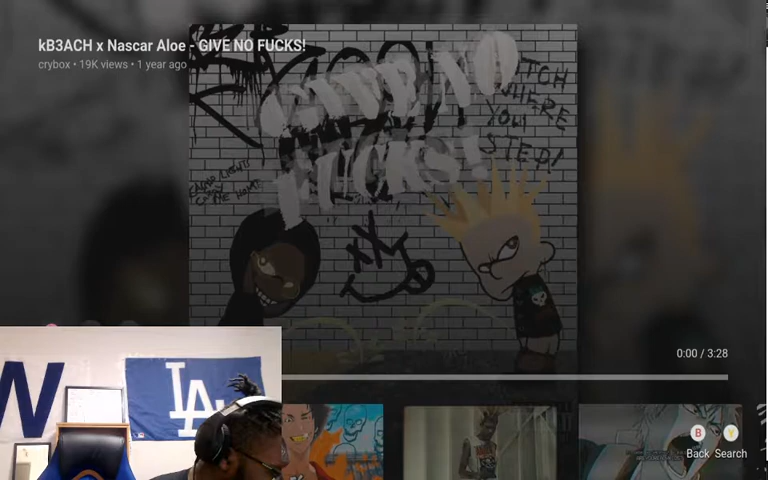 kB3ACH x Nascar Aloe - GIVE NO FUCKS!
crybox • 19K views • 1 year ago
GIVE NO
FUCKS!
WHERE
YOU
STEP!
0:00 / 3:28
W
LA
B Y
Back Search